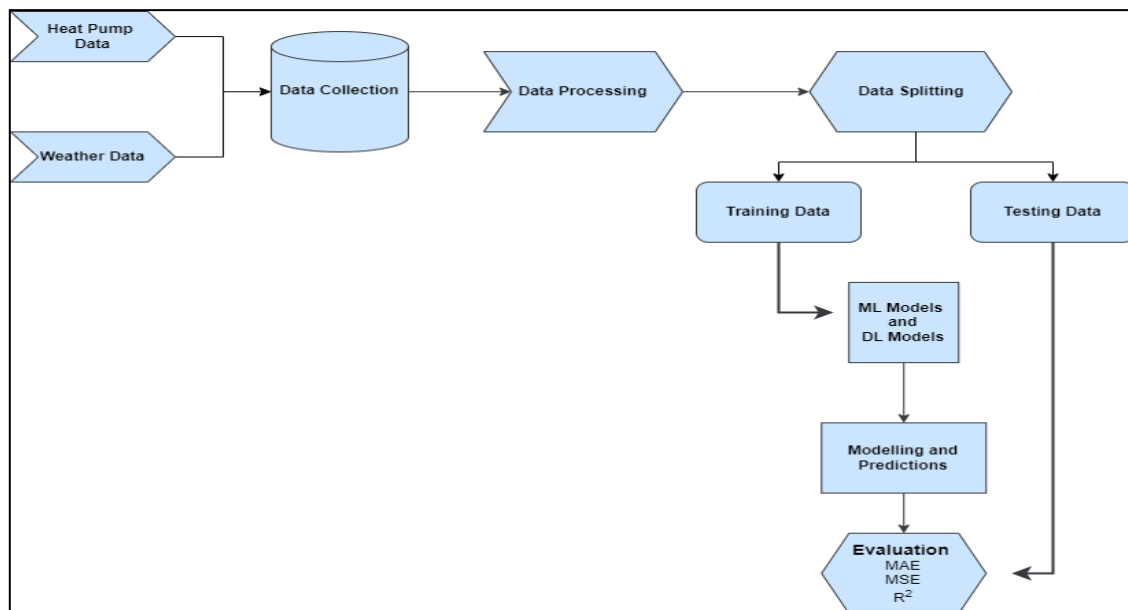 Heat Pump
Data
Data Collection
Data Processing
Data Splitting
Weather Data
Training Data
Testing Data
ML Models
and
DL Models
Modelling and
Predictions
Evaluation
MAE
MSE
R²